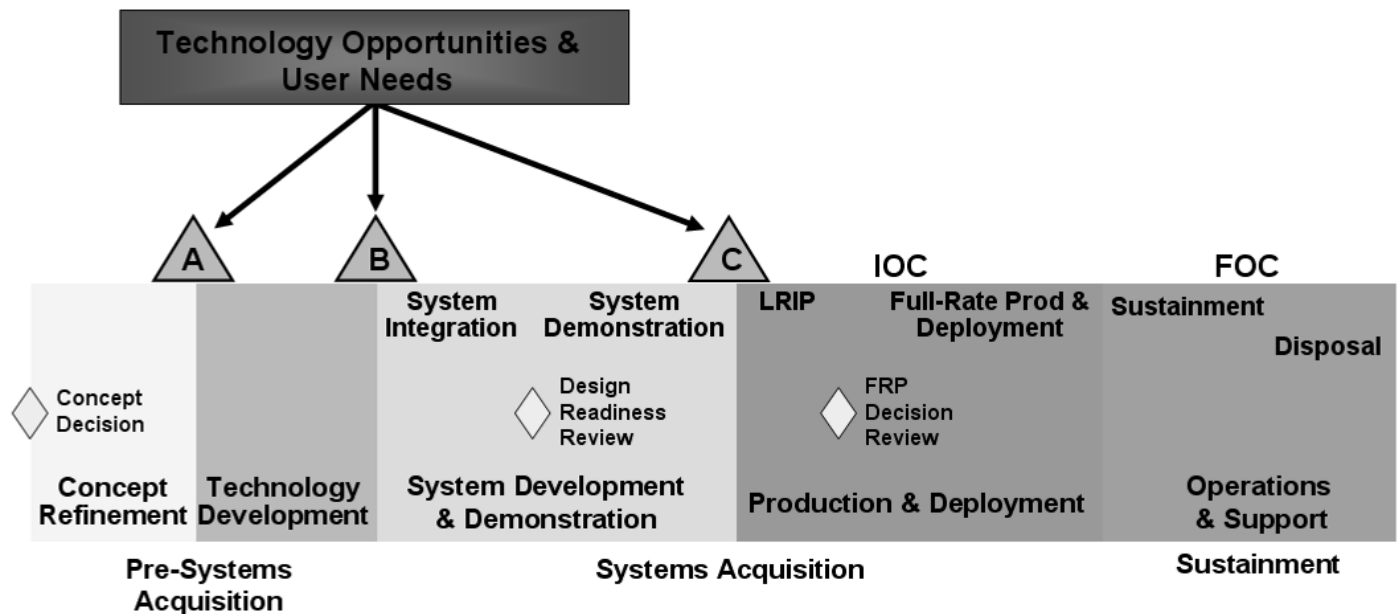 Technology Opportunities &
User Needs
A
B
C
IOC
FOC
System
Integration
System
Demonstration
LRIP
Full-Rate Prod &
Deployment
Sustainment
Disposal
Concept
Decision
Design
Readiness
Review
FRP
Decision
Review
Concept
Refinement
Technology
Development
System Development
& Demonstration
Production & Deployment
Operations
& Support
Pre-Systems
Acquisition
Systems Acquisition
Sustainment